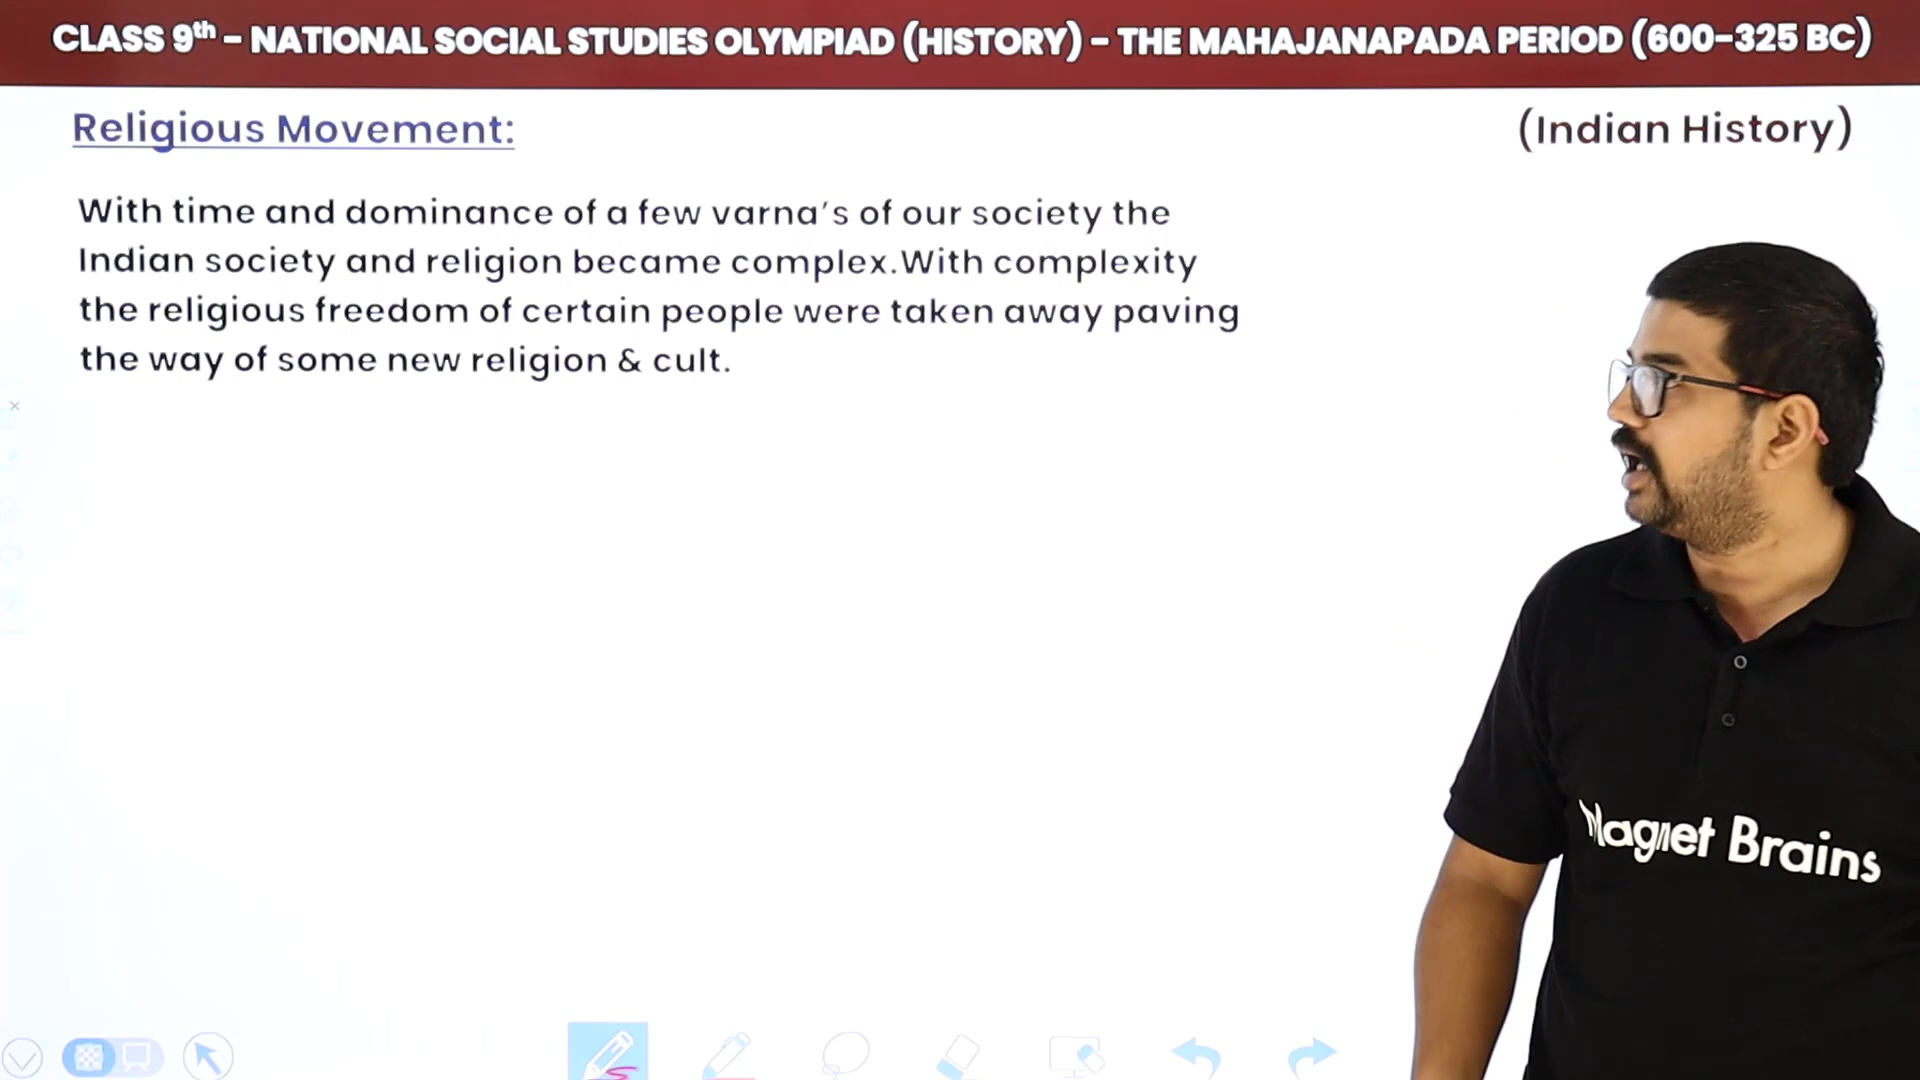 CLASS 9th – NATIONAL SOCIAL STUDIES OLYMPIAD (HISTORY) – THE MAHAJANAPADA PERIOD (600–325 BC)
Religious Movement:
(Indian History)
With time and dominance of a few varna's of our society the
Indian society and religion became complex.With complexity
the religious freedom of certain people were taken away paving
the way of some new religion & cult.
Magnet Brains